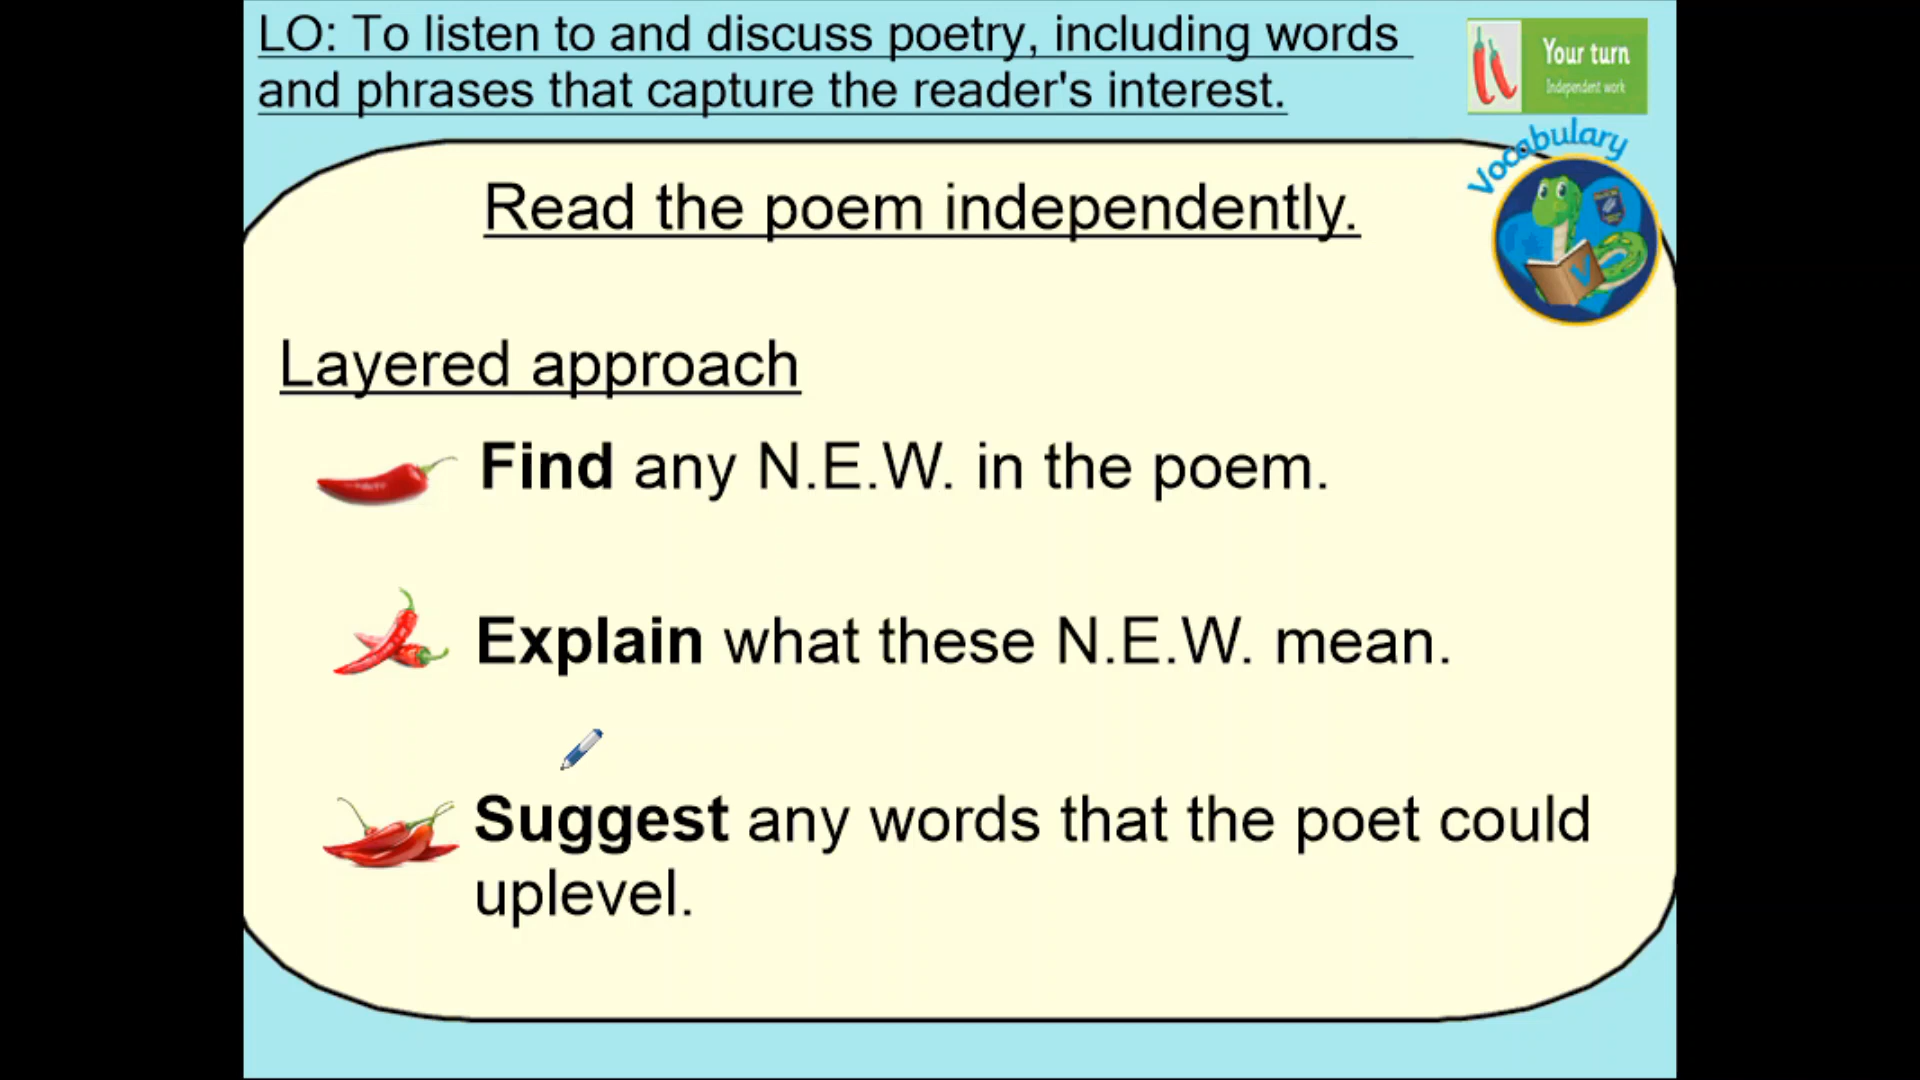 LO: To listen to and discuss poetry, including words
and phrases that capture the reader's interest.
Your turn
Independent work
Vocabulary
V
Read the poem independently.
Layered approach
Find any N.E.W. in the poem.
Explain what these N.E.W. mean.
Suggest any words that the poet could
uplevel.